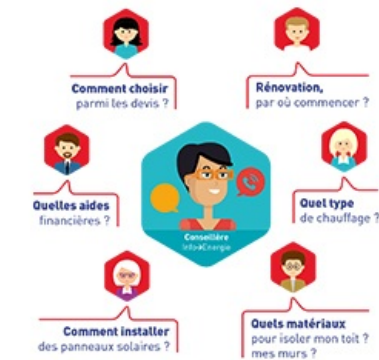 Comment choisir
parmi les devis ?
Rénovation,
par où commencer ?
Quelles aides
financières ?
Quel type
de chauffage ?
Conseillère
Info→Energie
Comment installer
des panneaux solaires ?
Quels matériaux
pour isoler mon toit ?
mes murs ?